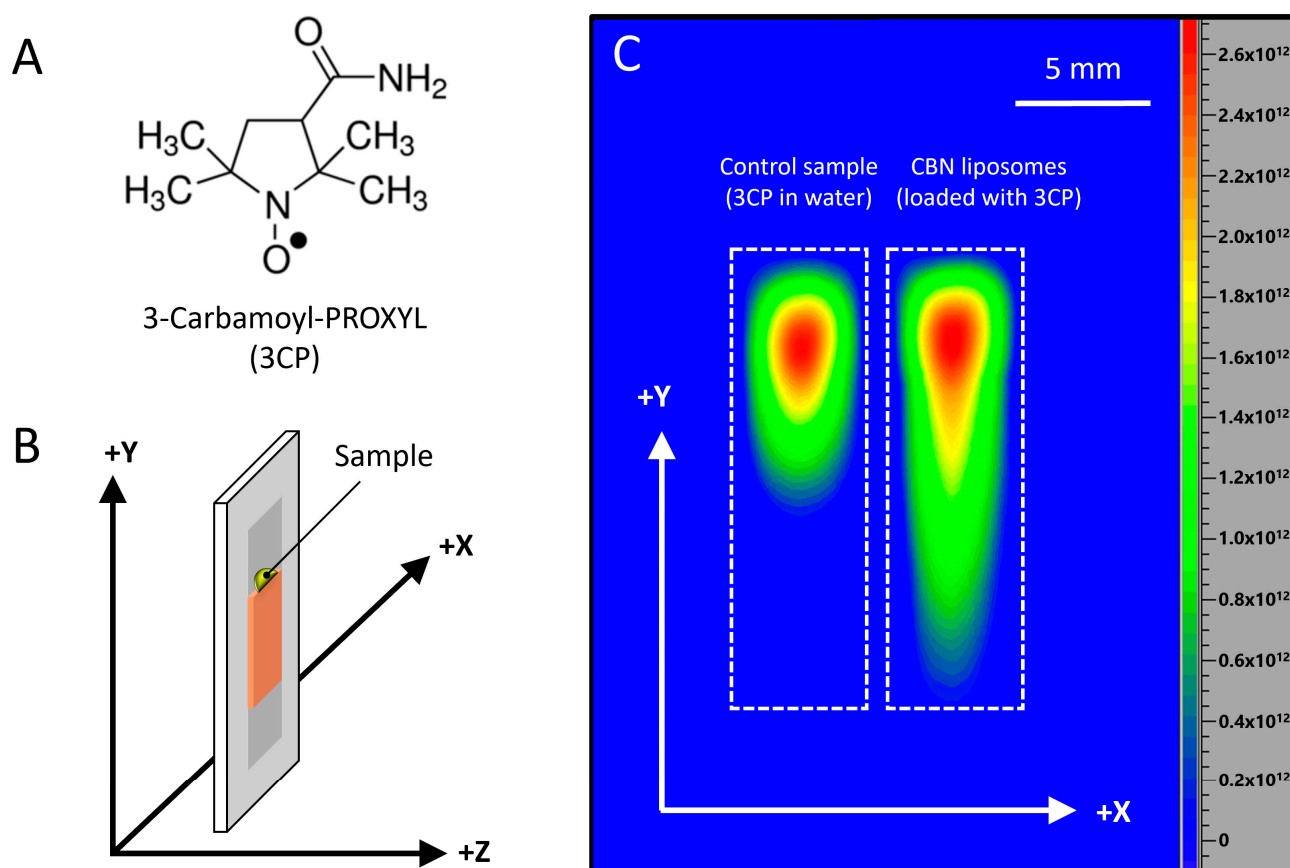 A
O
NH₂
H₃C
CH₃
H₃C
CH₃
N
O
3-Carbamoyl-PROXYL
(3CP)
B
+Y
Sample
+X
+Z
C
5 mm
Control sample
(3CP in water)
CBN liposomes
(loaded with 3CP)
+Y
+X
2.6x10¹²
2.4x10¹²
2.2x10¹²
2.0x10¹²
1.8x10¹²
1.6x10¹²
1.4x10¹²
1.2x10¹²
1.0x10¹²
0.8x10¹²
0.6x10¹²
0.4x10¹²
0.2x10¹²
0